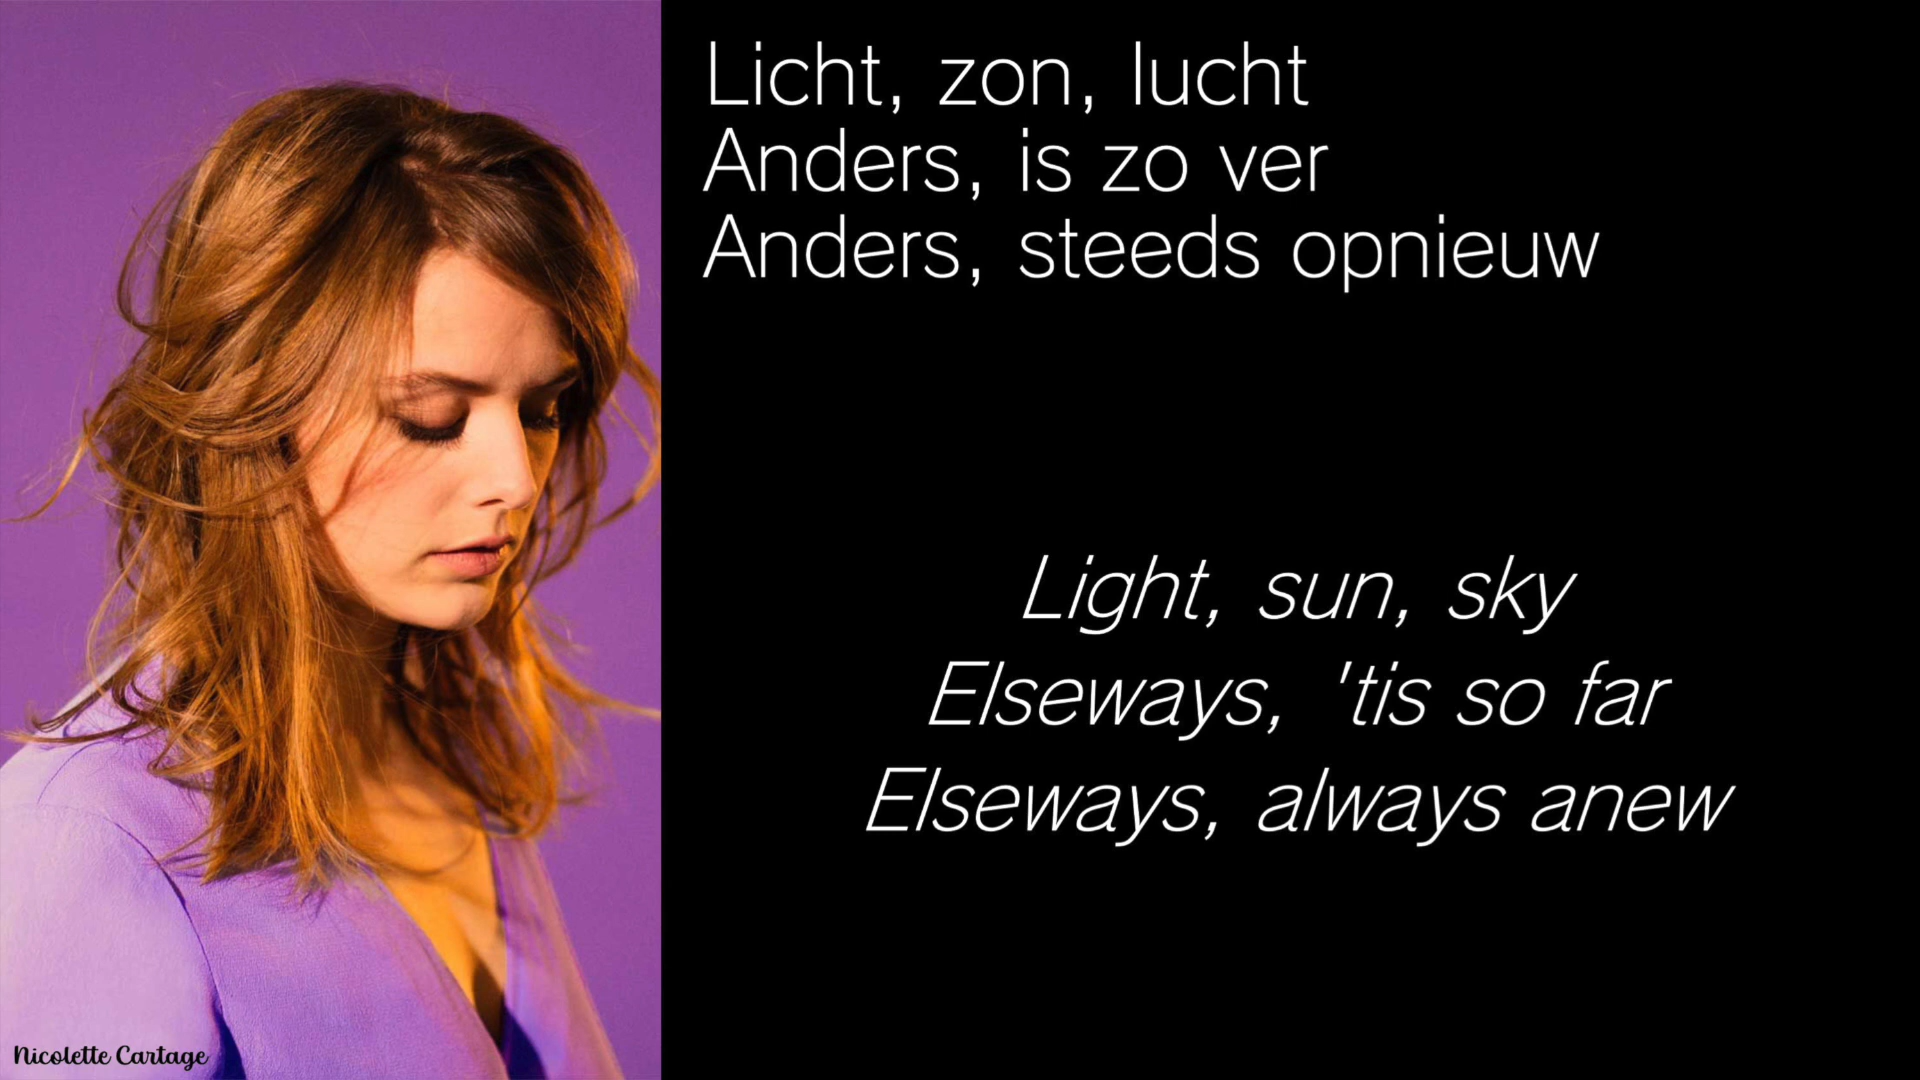 Licht, zon, lucht
Anders, is zo ver
Anders, steeds opnieuw
Light, sun, sky
Elseways, 'tis so far
Elseways, always anew
Nicolette Cartage